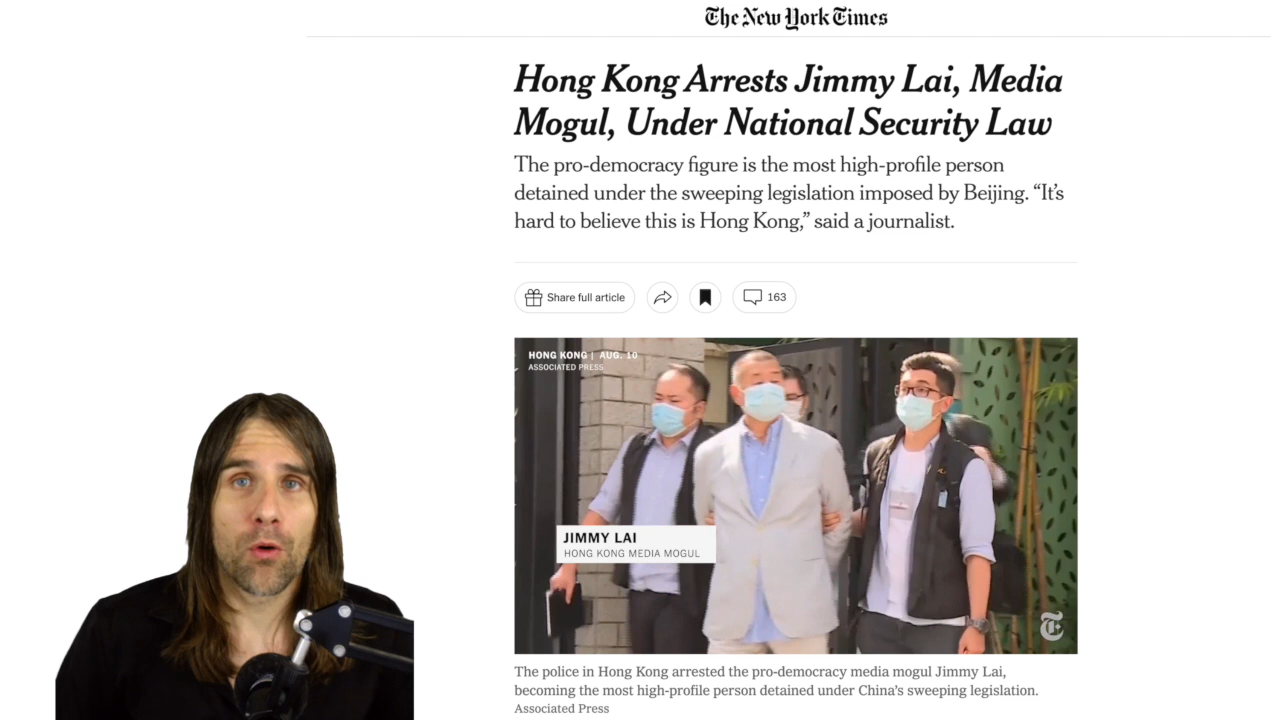 The New York Times
Hong Kong Arrests Jimmy Lai, Media
Mogul, Under National Security Law
The pro-democracy figure is the most high-profile person
detained under the sweeping legislation imposed by Beijing. “It’s
hard to believe this is Hong Kong,” said a journalist.
Share full article
163
HONG KONG | AUG. 10
ASSOCIATED PRESS
JIMMY LAI
HONG KONG MEDIA MOGUL
T
The police in Hong Kong arrested the pro-democracy media mogul Jimmy Lai,
becoming the most high-profile person detained under China’s sweeping legislation.
Associated Press